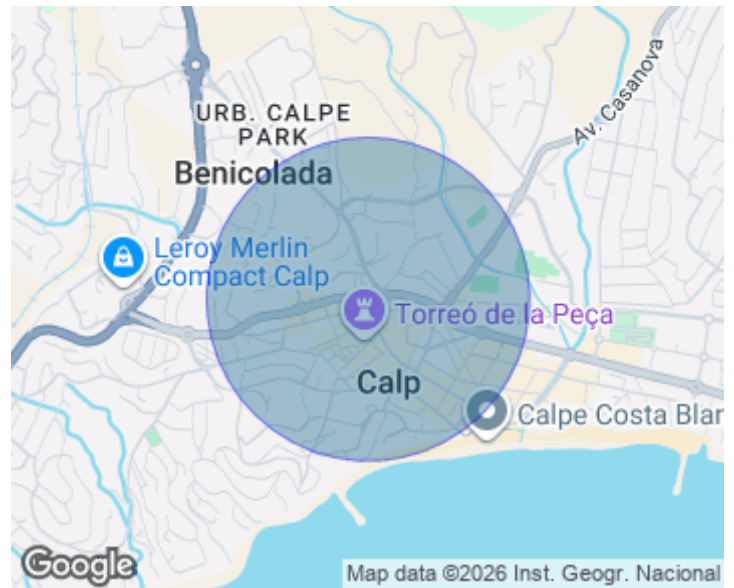 Av. Casanova
URB. CALPE
PARK
Benicolada
Leroy Merlin
Compact Calp
Torreó de la Peça
Calp
Calpe Costa Blan
Google
Map data ©2026 Inst. Geogr. Nacional